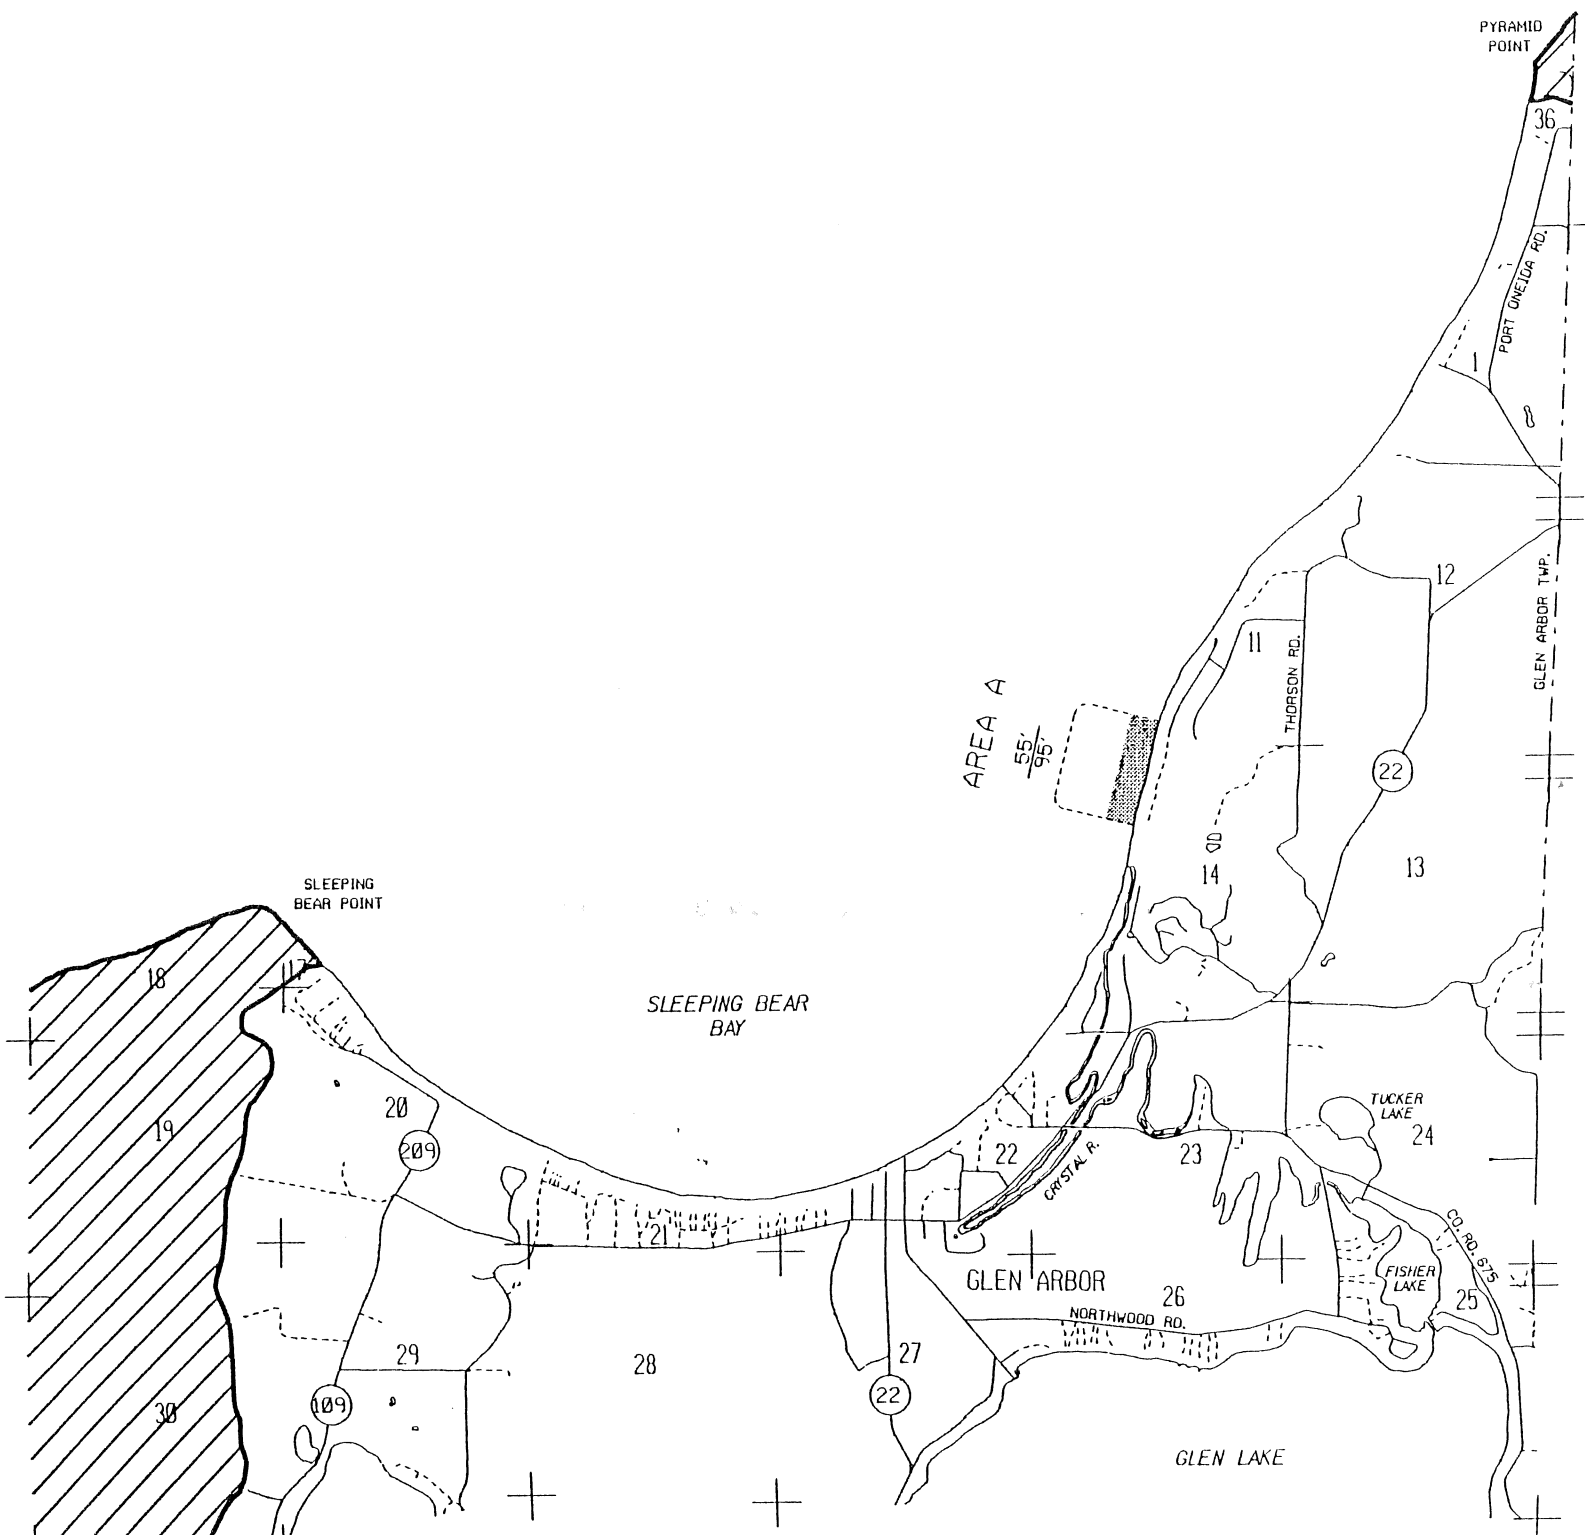 PYRAMID
POINT
36
PORT ONEIDA RD.
1
12
GLEN ARBOR TWP.
11
THORSON RD.
AREA A
55'
95'
22
13
14
SLEEPING
BEAR POINT
17
18
SLEEPING BEAR
BAY
TUCKER
LAKE
24
20
19
209
22
23
CRYSTAL R.
21
CO. RD. 675
GLEN ARBOR
FISHER
LAKE
26
25
NORTHWOOD RD.
29
28
27
22
109
30
GLEN LAKE